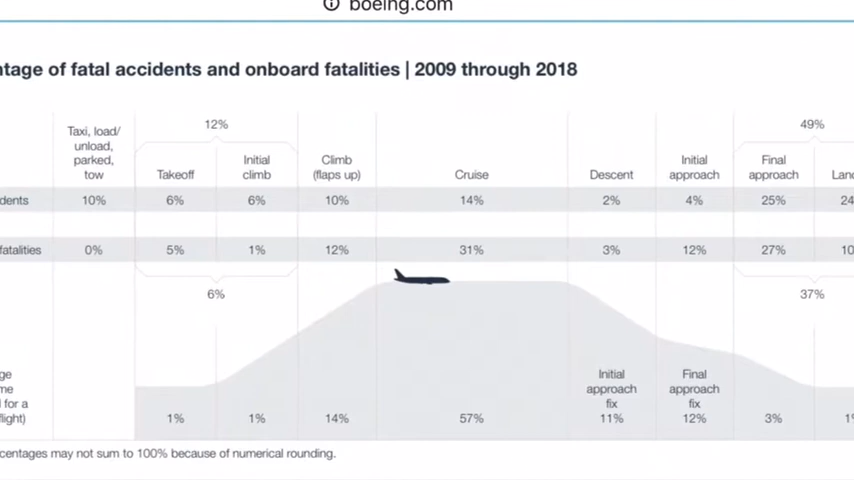 boeing.com
ntage of fatal accidents and onboard fatalities | 2009 through 2018
12% 49%
Taxi, load/
unload,
parked,
tow
Takeoff
Initial
climb
Climb
(flaps up)
Cruise
Descent
Initial
approach
Final
approach
Land
dents 10% 6% 6% 10% 14% 2% 4% 25% 24
fatalities 0% 5% 1% 12% 31% 3% 12% 27% 10
6% 37%
Initial
approach
fix
Final
approach
fix
ge
me
d for a
flight)
1% 1% 14% 57% 11% 12% 3% 1%
centages may not sum to 100% because of numerical rounding.